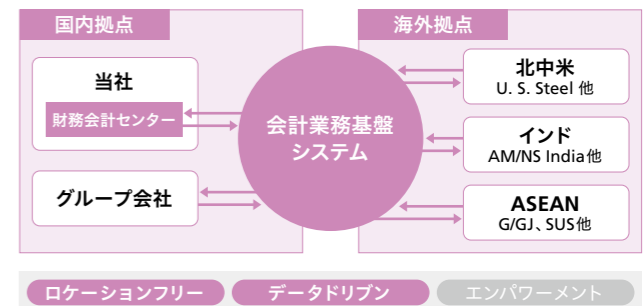 国内拠点
当社
財務会計センター
グループ会社
会計業務基盤
システム
海外拠点
北中米
U. S. Steel 他
インド
AM/NS India他
ASEAN
G/GJ、SUS他
ロケーションフリー
データドリブン
エンパワーメント